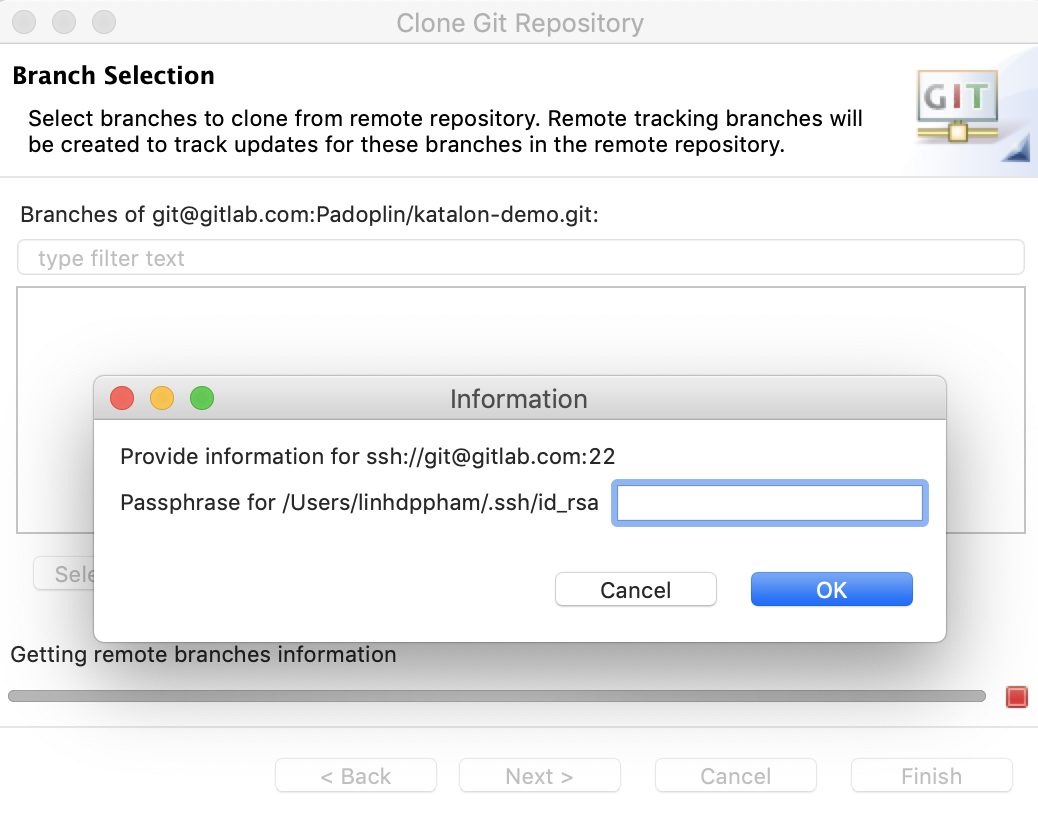 Clone Git Repository
Branch Selection
GIT
Select branches to clone from remote repository. Remote tracking branches will
be created to track updates for these branches in the remote repository.
Branches of git@gitlab.com:Padoplin/katalon-demo.git:
type filter text
Information
Provide information for ssh://git@gitlab.com:22
Passphrase for /Users/linhdppham/.ssh/id_rsa
Cancel
OK
Getting remote branches information
< Back
Next >
Cancel
Finish